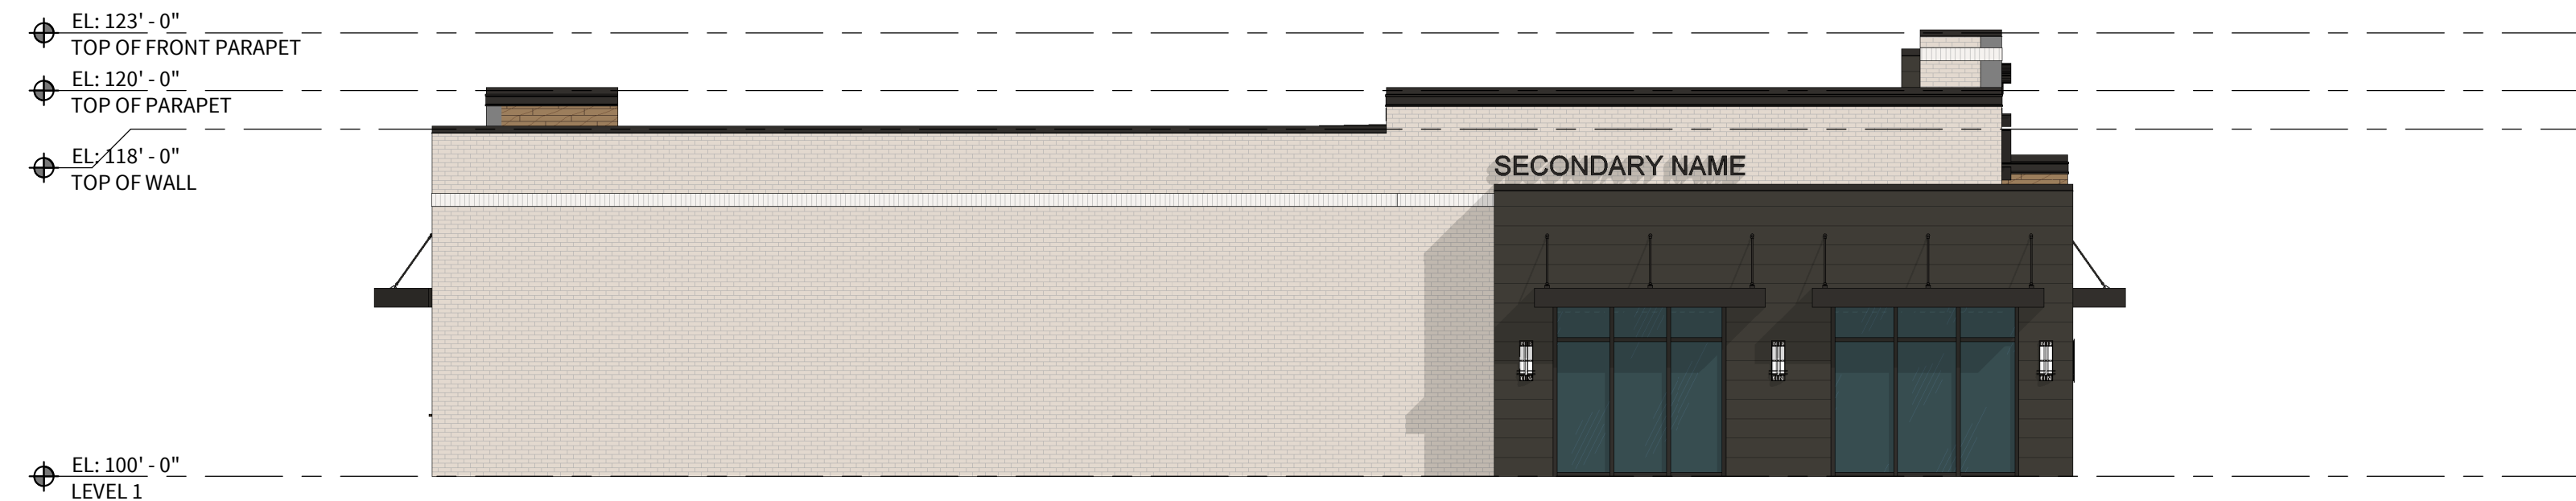 EL: 123' - 0"
TOP OF FRONT PARAPET
EL: 120' - 0"
TOP OF PARAPET
EL: 118' - 0"
TOP OF WALL
SECONDARY NAME
EL: 100' - 0"
LEVEL 1